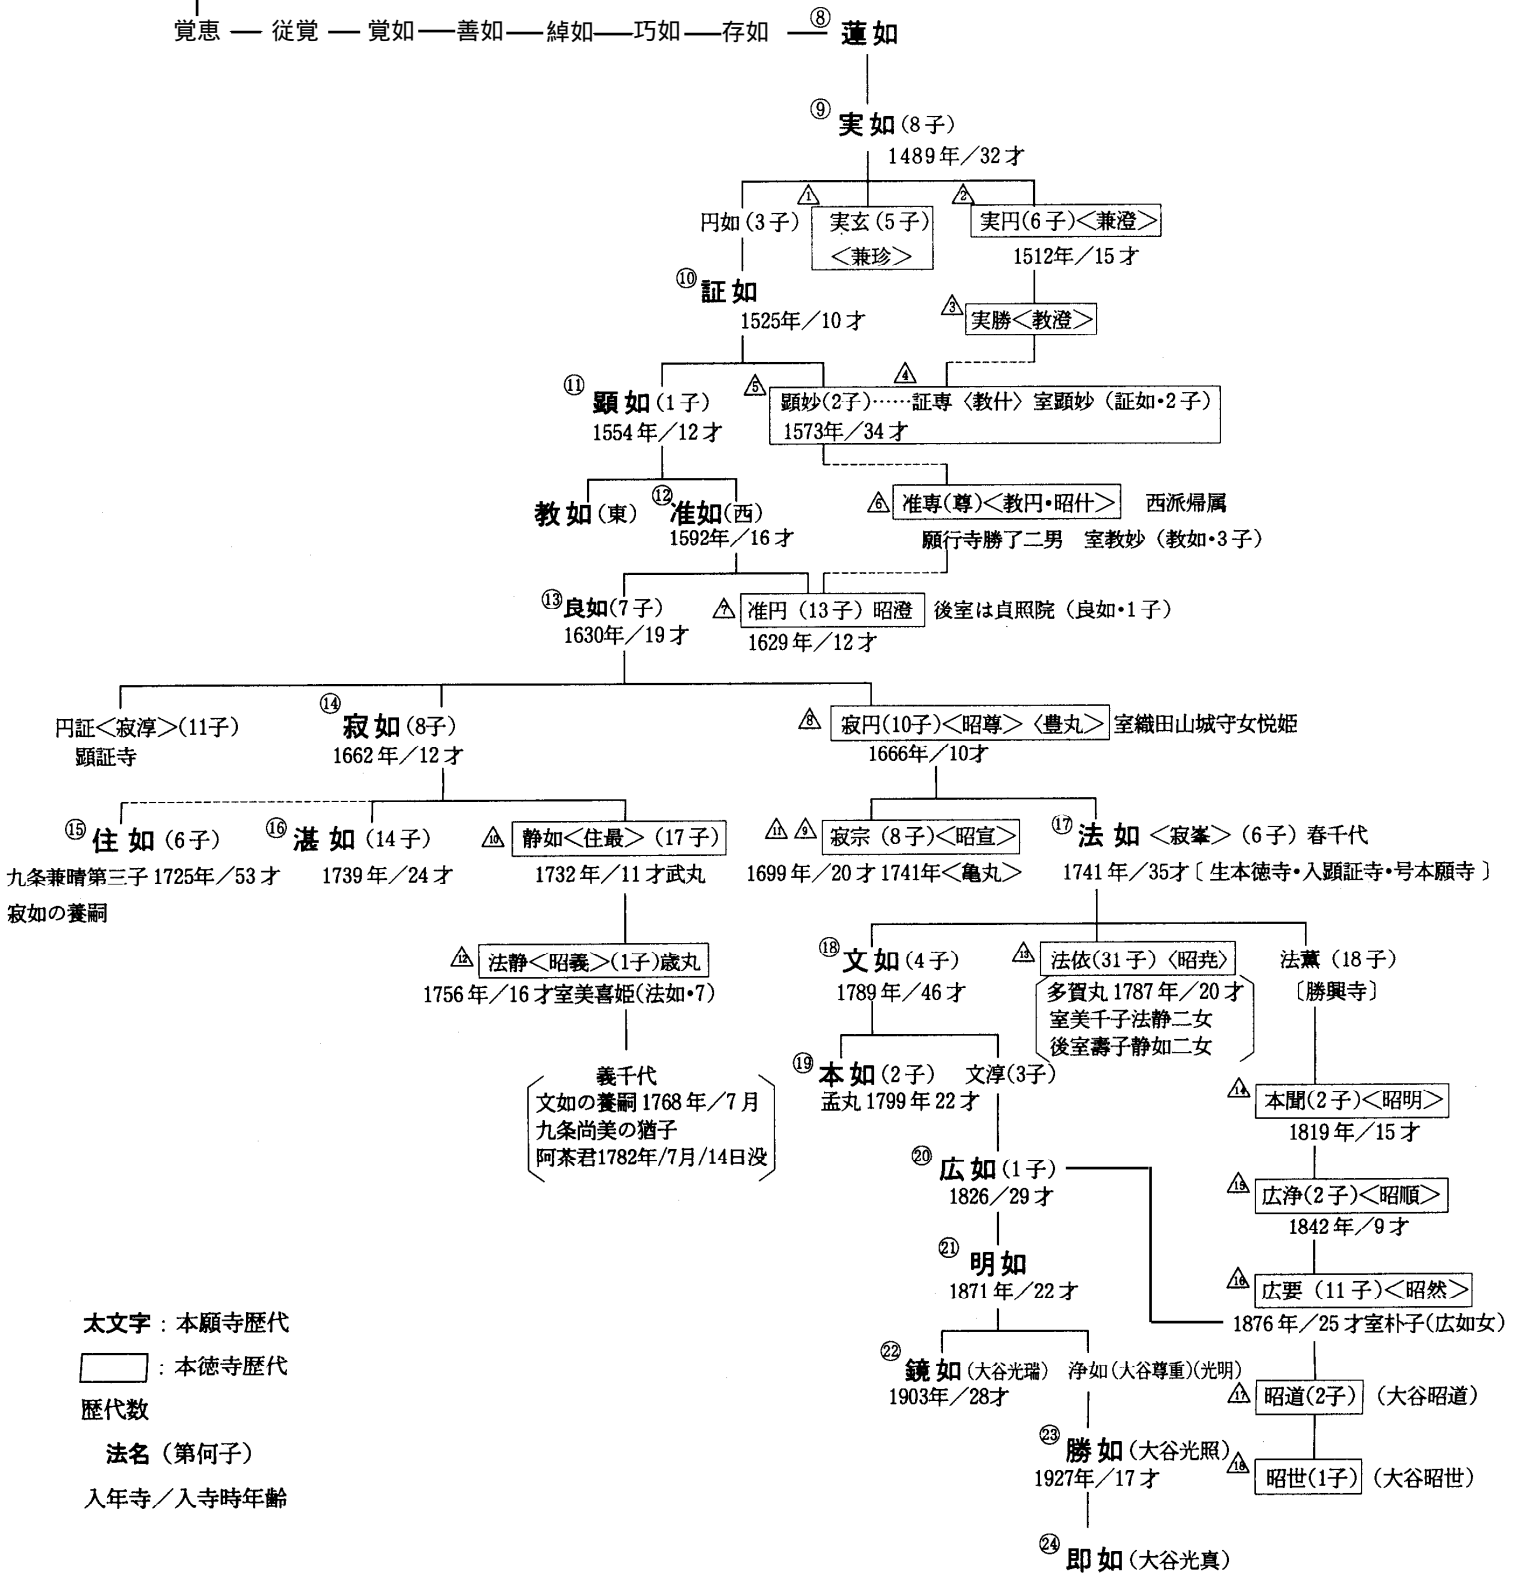 覚恵 ― 従覚 ― 覚如 ― 善如 ― 綽如 ― 巧如 ― 存如 ― ⑧ 蓮如
⑨ 実如(8子)
1489年/32才
円如(3子)
△1 実玄(5子)
<兼珍>
△2 実円(6子)<兼澄>
1512年/15才
⑩ 証如
1525年/10才
△3 実勝<教澄>
⑪ 顕如(1子)
1554年/12才
△5 △4
顕妙(2子)……証専〈教什〉室顕妙(証如・2子)
1573年/34才
教如(東)
⑫ 准如(西)
1592年/16才
△6 准専(尊)<教円・昭什> 西派帰属
願行寺勝了二男 室教妙(教如・3子)
⑬ 良如(7子)
1630年/19才
△7 准円(13子)昭澄 後室は貞照院(良如・1子)
1629年/12才
円証<寂淳>(11子)
顕証寺
⑭ 寂如(8子)
1662年/12才
△8 寂円(10子)<昭尊>〈豊丸〉室織田山城守女悦姫
1666年/10才
⑮ 住如(6子)
九条兼晴第三子 1725年/53才
寂如の養嗣
⑯ 湛如(14子)
1739年/24才
△10 静如<住最>(17子)
1732年/11才武丸
△11 △9 寂宗(8子)<昭宣>
1699年/20才 1741年<亀丸>
⑰ 法如<寂峯>(6子)春千代
1741年/35才〔生本徳寺・入顕証寺・号本願寺〕
△12 法静<昭義>(1子)歳丸
1756年/16才室美喜姫(法如・7)
⑱ 文如(4子)
1789年/46才
△13 法依(31子)〈昭尭〉
多賀丸 1787年/20才
室美千子法静二女
後室壽子静如二女
法薫(18子)
〔勝興寺〕
義千代
文如の養嗣1768年/7月
九条尚美の猶子
阿茶君1782年/7月/14日没
⑲ 本如(2子)
孟丸 1799年22才
文淳(3子)
△14 本聞(2子)<昭明>
1819年/15才
⑳ 広如(1子)
1826/29才
△15 広浄(2子)<昭順>
1842年/9才
㉑ 明如
1871年/22才
△16 広要(11子)<昭然>
1876年/25才室朴子(広如女)
㉒ 鏡如(大谷光瑞)
1903年/28才
浄如(大谷尊重)(光明)
△17 昭道(2子)(大谷昭道)
㉓ 勝如(大谷光照)
1927年/17才
△18 昭世(1子)(大谷昭世)
㉔ 即如(大谷光真)
太文字:本願寺歴代
:本徳寺歴代
歴代数
法名(第何子)
入年寺/入寺時年齢